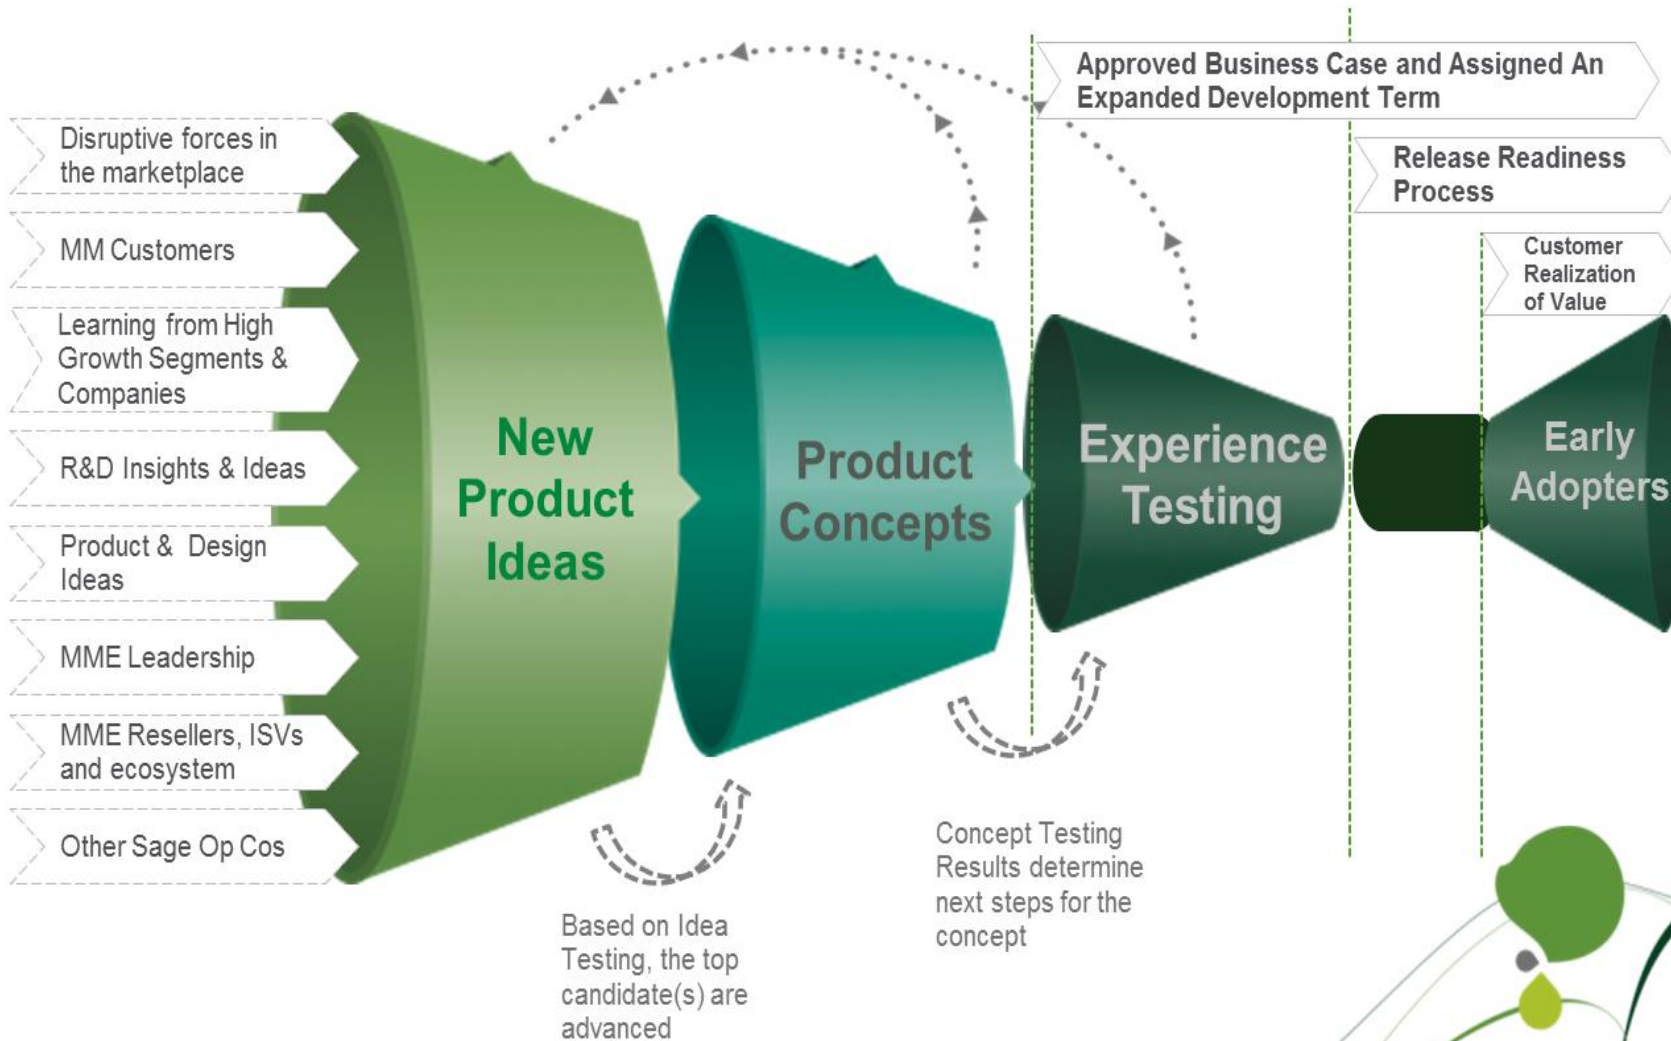 Disruptive forces in
the marketplace
MM Customers
Learning from High
Growth Segments &
Companies
R&D Insights & Ideas
Product & Design
Ideas
MME Leadership
MME Resellers, ISVs
and ecosystem
Other Sage Op Cos
New
Product
Ideas
Based on Idea
Testing, the top
candidate(s) are
advanced
Product
Concepts
Concept Testing
Results determine
next steps for the
concept
Experience
Testing
Approved Business Case and Assigned An
Expanded Development Term
Release Readiness
Process
Customer
Realization
of Value
Early
Adopters